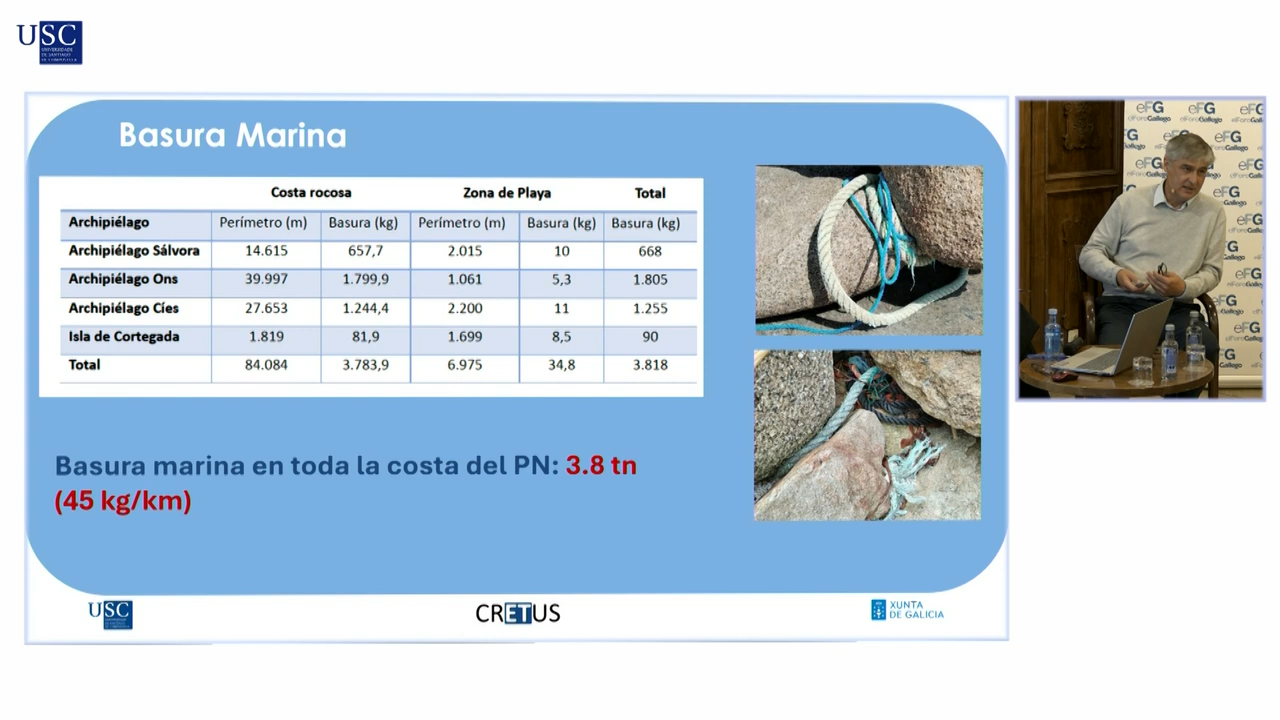 USC
UNIVERSIDADE
DE SANTIAGO
DE COMPOSTELA
Basura Marina
Costa rocosa Zona de Playa Total
Archipiélago Perímetro (m) Basura (kg) Perímetro (m) Basura (kg) Basura (kg)
Archipiélago Sálvora 14.615 657,7 2.015 10 668
Archipiélago Ons 39.997 1.799,9 1.061 5,3 1.805
Archipiélago Cíes 27.653 1.244,4 2.200 11 1.255
Isla de Cortegada 1.819 81,9 1.699 8,5 90
Total 84.084 3.783,9 6.975 34,8 3.818
Basura marina en toda la costa del PN: 3.8 tn
(45 kg/km)
USC
CRETUS
XUNTA
DE GALICIA
eFG
elForoGallego